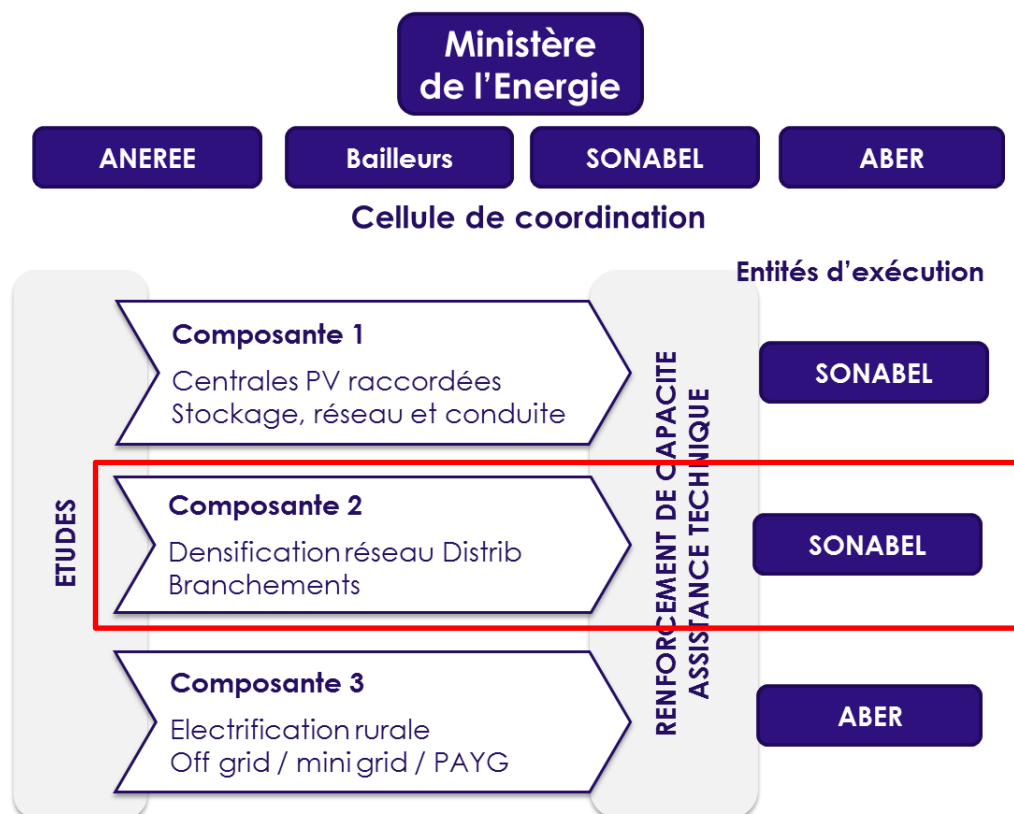 Ministère
de l'Energie
ANEREE
Bailleurs
SONABEL
ABER
Cellule de coordination
Entités d'exécution
ETUDES
Composante 1
Centrales PV raccordées
Stockage, réseau et conduite
SONABEL
Composante 2
Densification réseau Distrib
Branchements
SONABEL
Composante 3
Electrification rurale
Off grid / mini grid / PAYG
ABER
RENFORCEMENT DE CAPACITE
ASSISTANCE TECHNIQUE